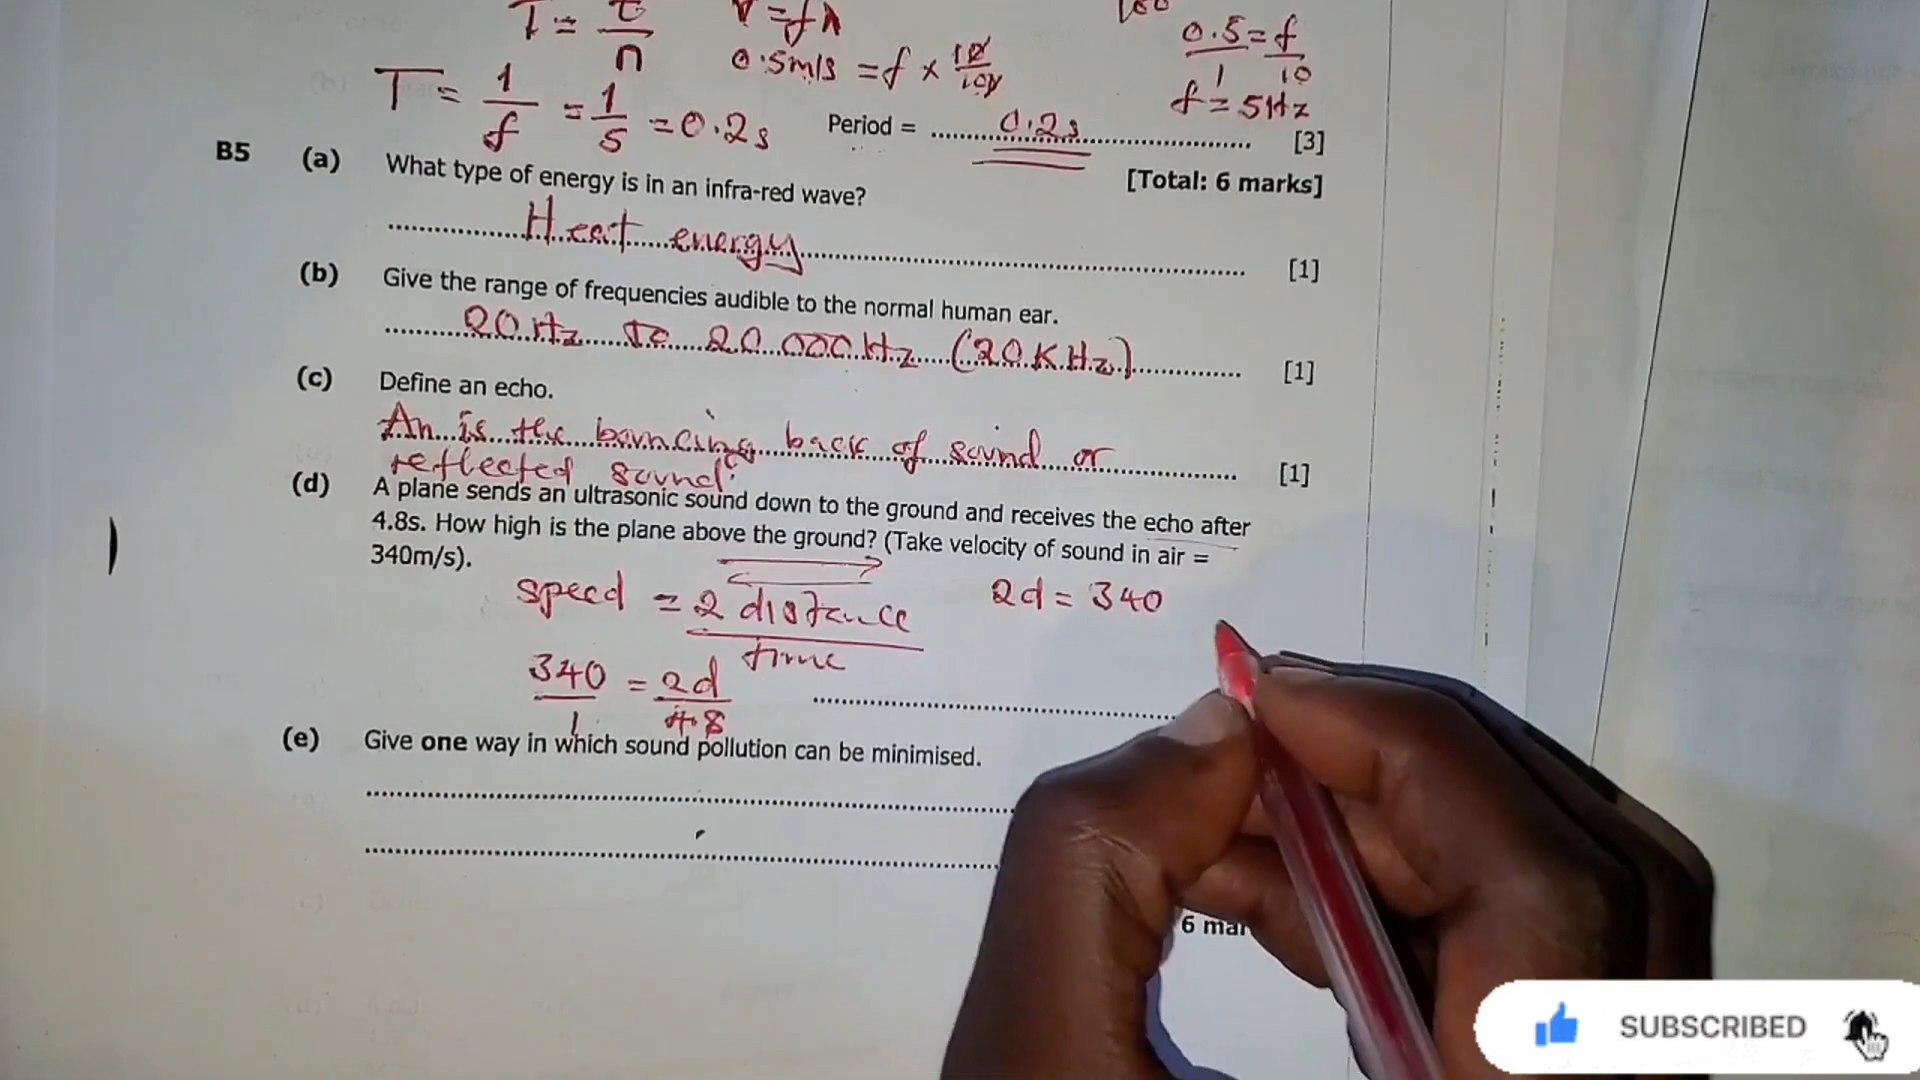 T = t/n
V = fλ
0.5m/s = f × 10/100
0.5/1 = f/10
f = 5Hz
T = 1/f = 1/5 = 0.2s
Period = 0.2s [3]
[Total: 6 marks]
B5 (a) What type of energy is in an infra-red wave?
Heat energy [1]
(b) Give the range of frequencies audible to the normal human ear.
20Hz to 20 000Hz (20KHz) [1]
(c) Define an echo.
An is the bouncing back of sound or [1]
reflected sound.
(d) A plane sends an ultrasonic sound down to the ground and receives the echo after
4.8s. How high is the plane above the ground? (Take velocity of sound in air =
340m/s).
speed = 2 distance/time
2d = 340
340/1 = 2d/4.8
(e) Give one way in which sound pollution can be minimised.
6 mar
SUBSCRIBED